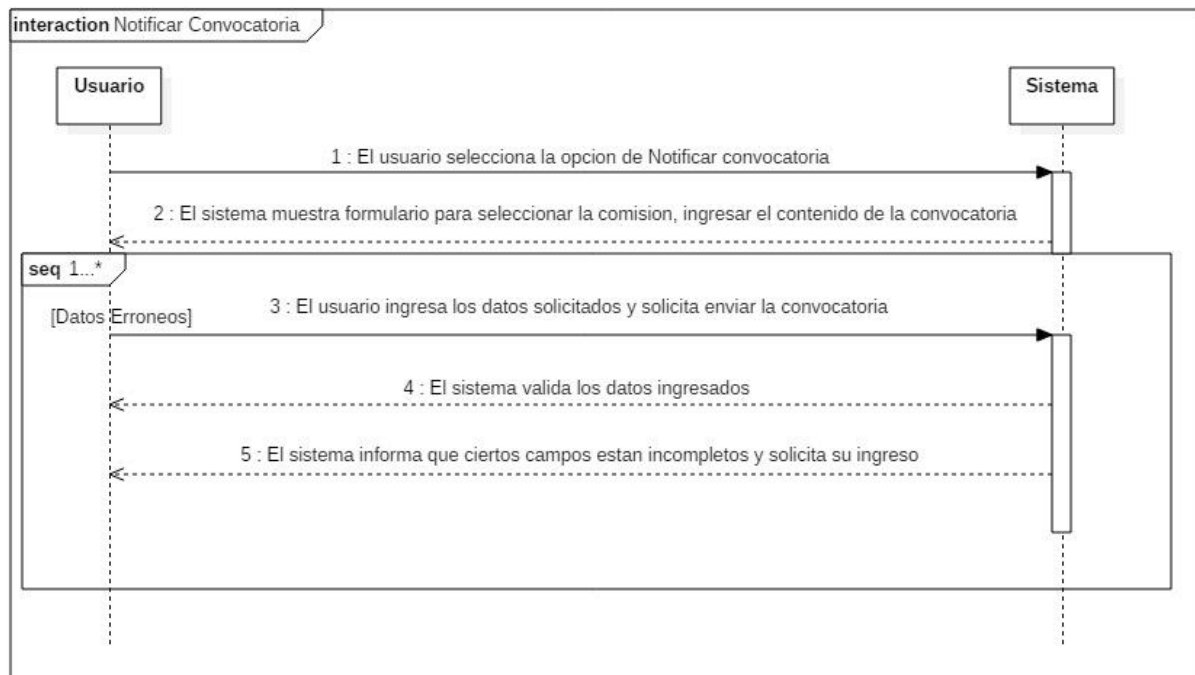 interaction Notificar Convocatoria
Usuario
Sistema
1 : El usuario selecciona la opcion de Notificar convocatoria
2 : El sistema muestra formulario para seleccionar la comision, ingresar el contenido de la convocatoria
seq 1...*
[Datos Erroneos]
3 : El usuario ingresa los datos solicitados y solicita enviar la convocatoria
4 : El sistema valida los datos ingresados
5 : El sistema informa que ciertos campos estan incompletos y solicita su ingreso